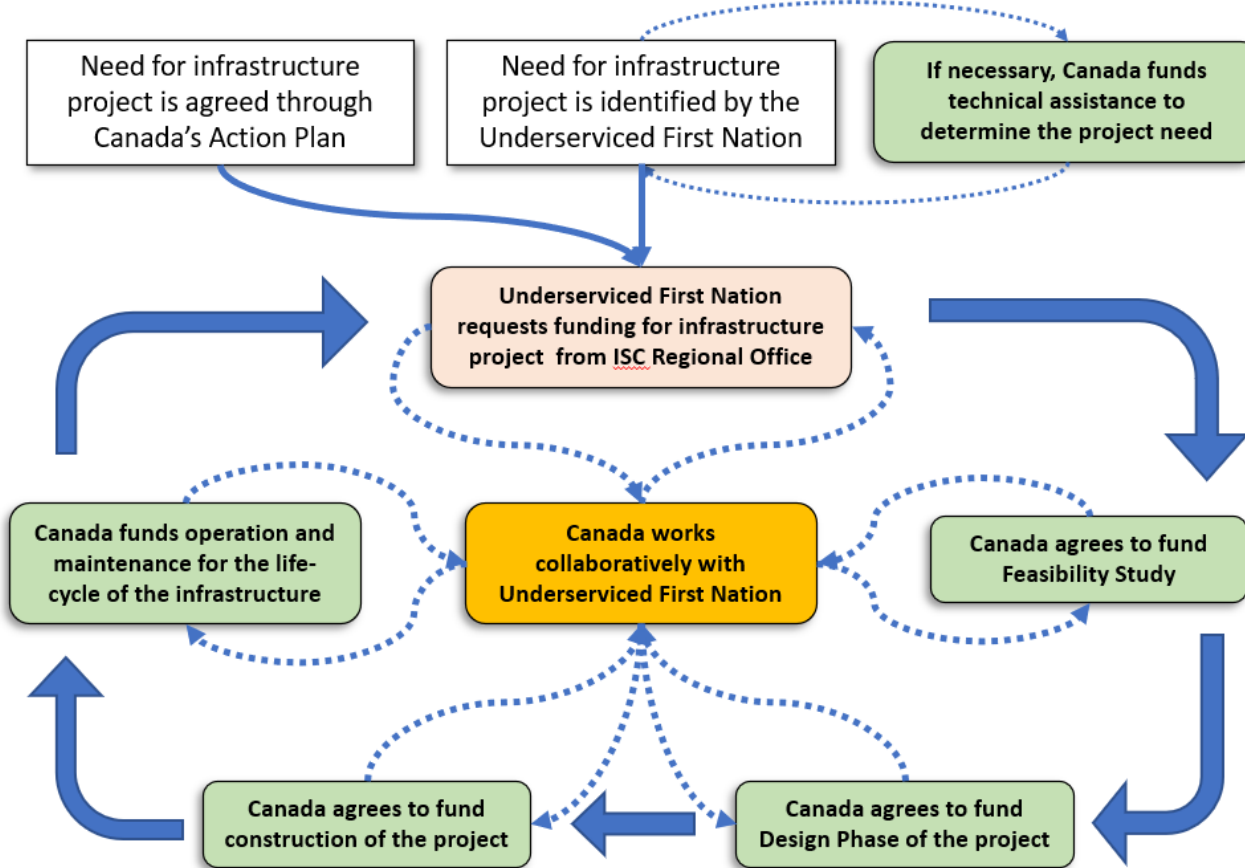 Need for infrastructure
project is agreed through
Canada's Action Plan
Need for infrastructure
project is identified by the
Underserviced First Nation
If necessary, Canada funds
technical assistance to
determine the project need
Underserviced First Nation
requests funding for infrastructure
project from ISC Regional Office
Canada funds operation and
maintenance for the life-
cycle of the infrastructure
Canada works
collaboratively with
Underserviced First Nation
Canada agrees to fund
Feasibility Study
Canada agrees to fund
construction of the project
Canada agrees to fund
Design Phase of the project